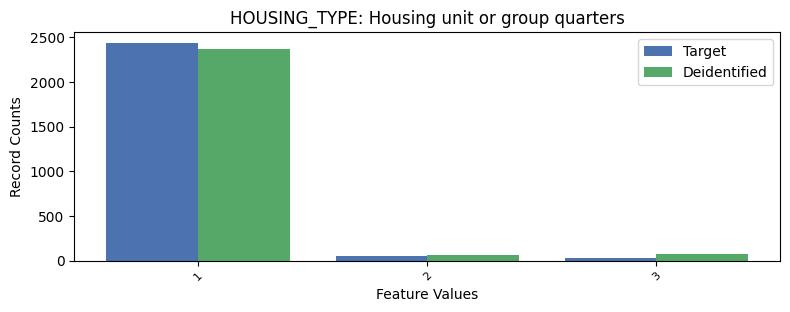 HOUSING_TYPE: Housing unit or group quarters
Target
Deidentified
Record Counts
2500
2000
1500
1000
500
0
1
2
3
Feature Values